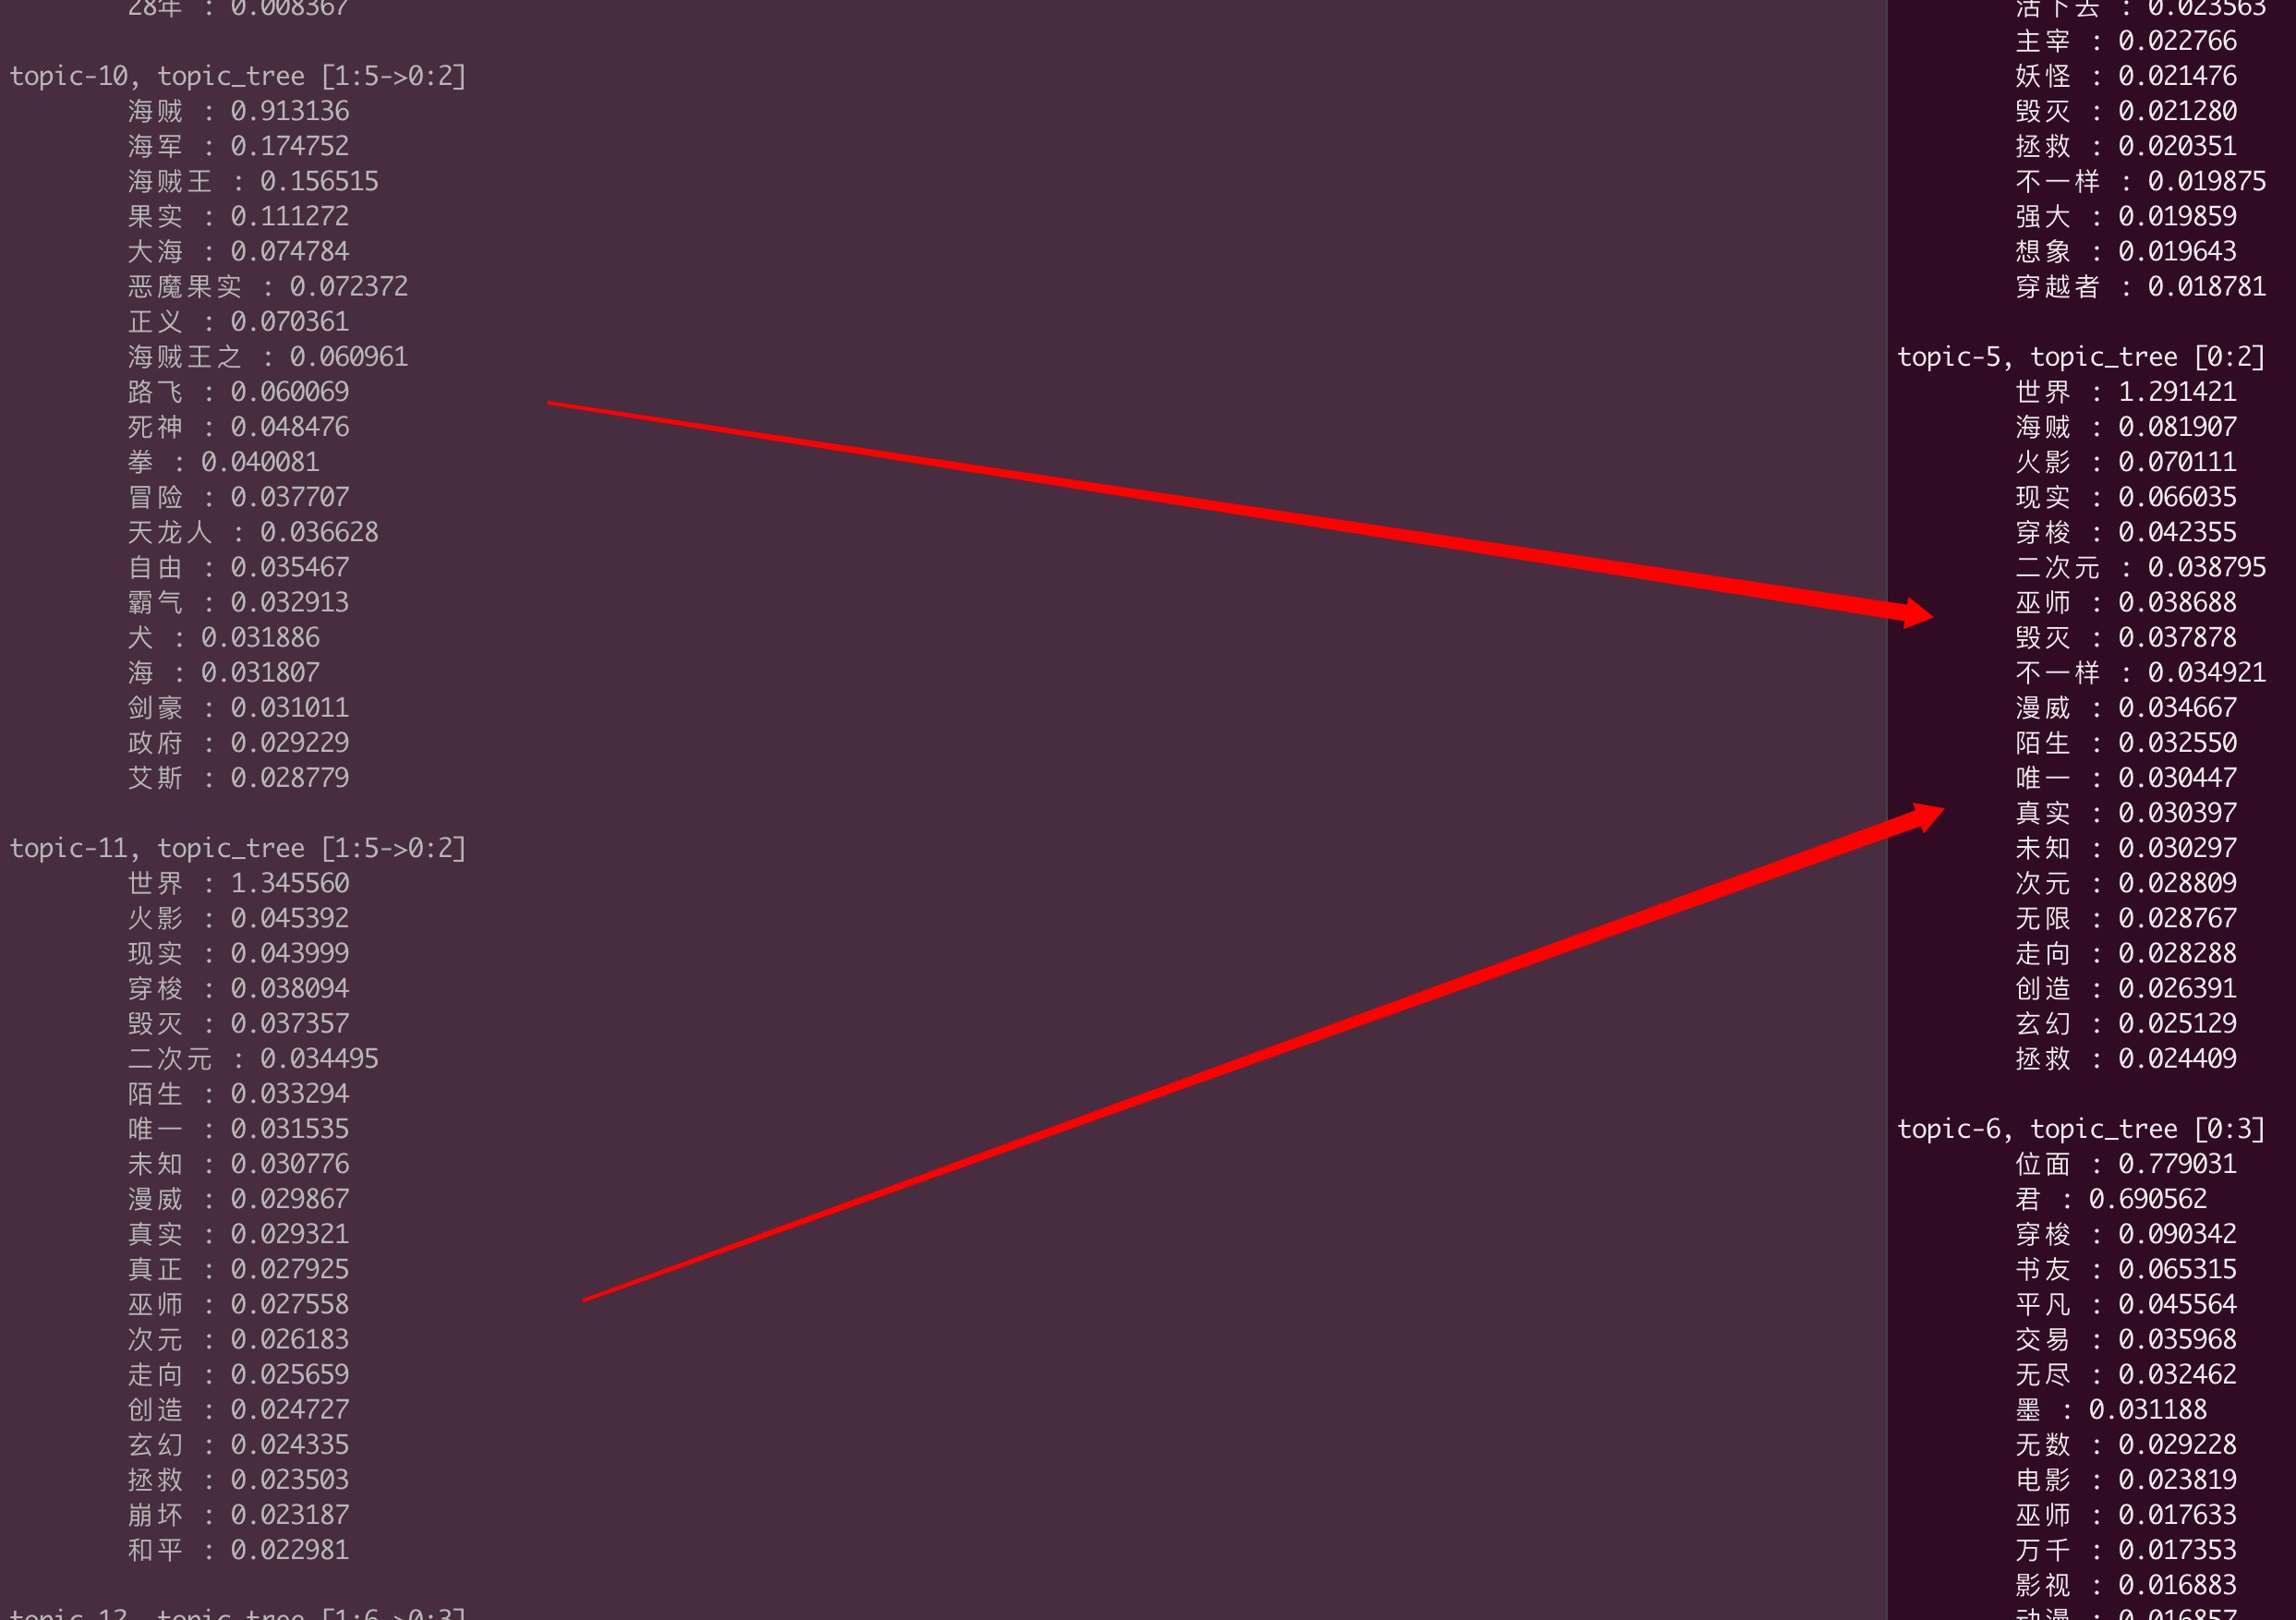 28年 : 0.008367
topic-10, topic_tree [1:5->0:2]
海贼 : 0.913136
海军 : 0.174752
海贼王 : 0.156515
果实 : 0.111272
大海 : 0.074784
恶魔果实 : 0.072372
正义 : 0.070361
海贼王之 : 0.060961
路飞 : 0.060069
死神 : 0.048476
拳 : 0.040081
冒险 : 0.037707
天龙人 : 0.036628
自由 : 0.035467
霸气 : 0.032913
犬 : 0.031886
海 : 0.031807
剑豪 : 0.031011
政府 : 0.029229
艾斯 : 0.028779
topic-11, topic_tree [1:5->0:2]
世界 : 1.345560
火影 : 0.045392
现实 : 0.043999
穿梭 : 0.038094
毁灭 : 0.037357
二次元 : 0.034495
陌生 : 0.033294
唯一 : 0.031535
未知 : 0.030776
漫威 : 0.029867
真实 : 0.029321
真正 : 0.027925
巫师 : 0.027558
次元 : 0.026183
走向 : 0.025659
创造 : 0.024727
玄幻 : 0.024335
拯救 : 0.023503
崩坏 : 0.023187
和平 : 0.022981
topic-12, topic_tree [1:6->0:3]
活下去 : 0.023563
主宰 : 0.022766
妖怪 : 0.021476
毁灭 : 0.021280
拯救 : 0.020351
不一样 : 0.019875
强大 : 0.019859
想象 : 0.019643
穿越者 : 0.018781
topic-5, topic_tree [0:2]
世界 : 1.291421
海贼 : 0.081907
火影 : 0.070111
现实 : 0.066035
穿梭 : 0.042355
二次元 : 0.038795
巫师 : 0.038688
毁灭 : 0.037878
不一样 : 0.034921
漫威 : 0.034667
陌生 : 0.032550
唯一 : 0.030447
真实 : 0.030397
未知 : 0.030297
次元 : 0.028809
无限 : 0.028767
走向 : 0.028288
创造 : 0.026391
玄幻 : 0.025129
拯救 : 0.024409
topic-6, topic_tree [0:3]
位面 : 0.779031
君 : 0.690562
穿梭 : 0.090342
书友 : 0.065315
平凡 : 0.045564
交易 : 0.035968
无尽 : 0.032462
墨 : 0.031188
无数 : 0.029228
电影 : 0.023819
巫师 : 0.017633
万千 : 0.017353
影视 : 0.016883
动漫 : 0.016857